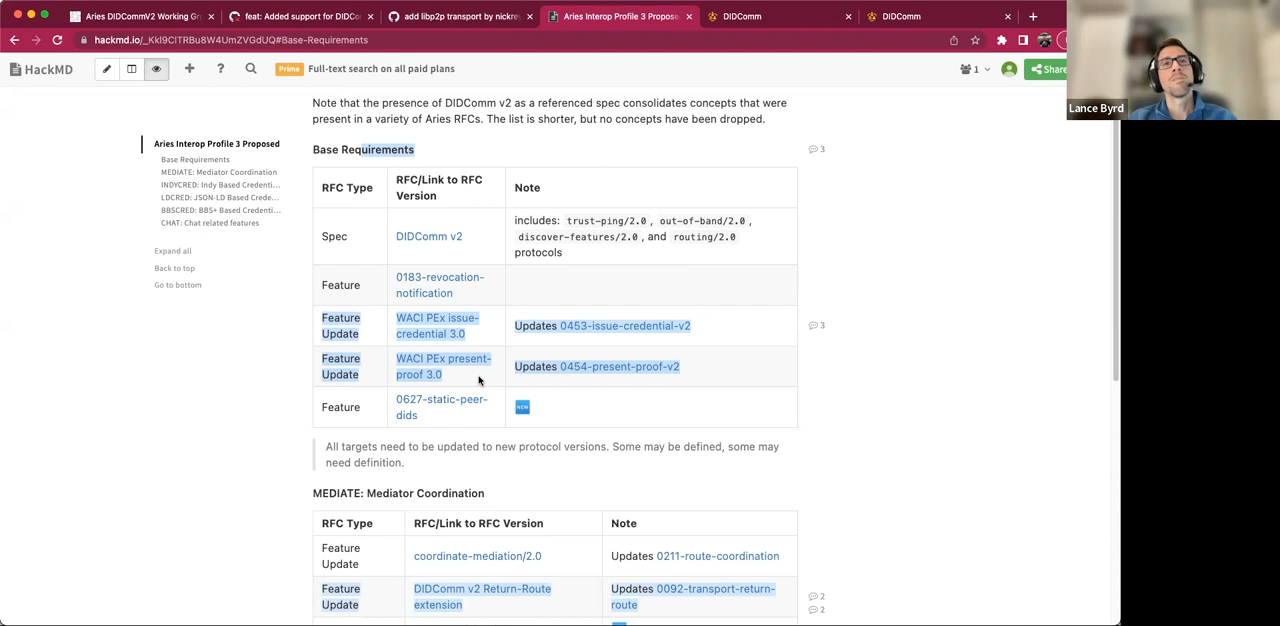 Aries DIDCommV2 Working Gr
feat: Added support for DIDCo
add libp2p transport by nickre
Aries Interop Profile 3 Propose
DIDComm
DIDComm
hackmd.io/_Kkl9ClTRBu8W4UmZVGdUQ#Base-Requirements
HackMD
Prime
Full-text search on all paid plans
1
Share
Lance Byrd
Note that the presence of DIDComm v2 as a referenced spec consolidates concepts that were
present in a variety of Aries RFCs. The list is shorter, but no concepts have been dropped.
Aries Interop Profile 3 Proposed
Base Requirements
MEDIATE: Mediator Coordination
INDYCRED: Indy Based Credenti...
LDCRED: JSON-LD Based Crede...
BBSCRED: BBS+ Based Credenti...
CHAT: Chat related features
Expand all
Back to top
Go to bottom
Base Requirements
3
RFC Type
RFC/Link to RFC
Version
Note
Spec
DIDComm v2
includes: trust-ping/2.0 , out-of-band/2.0 ,
discover-features/2.0 , and routing/2.0
protocols
Feature
0183-revocation-
notification
Feature
Update
WACI PEx issue-
credential 3.0
Updates 0453-issue-credential-v2
3
Feature
Update
WACI PEx present-
proof 3.0
Updates 0454-present-proof-v2
Feature
0627-static-peer-
dids
NEW
All targets need to be updated to new protocol versions. Some may be defined, some may
need definition.
MEDIATE: Mediator Coordination
RFC Type
RFC/Link to RFC Version
Note
Feature
Update
coordinate-mediation/2.0
Updates 0211-route-coordination
Feature
Update
DIDComm v2 Return-Route
extension
Updates 0092-transport-return-
route
2
2